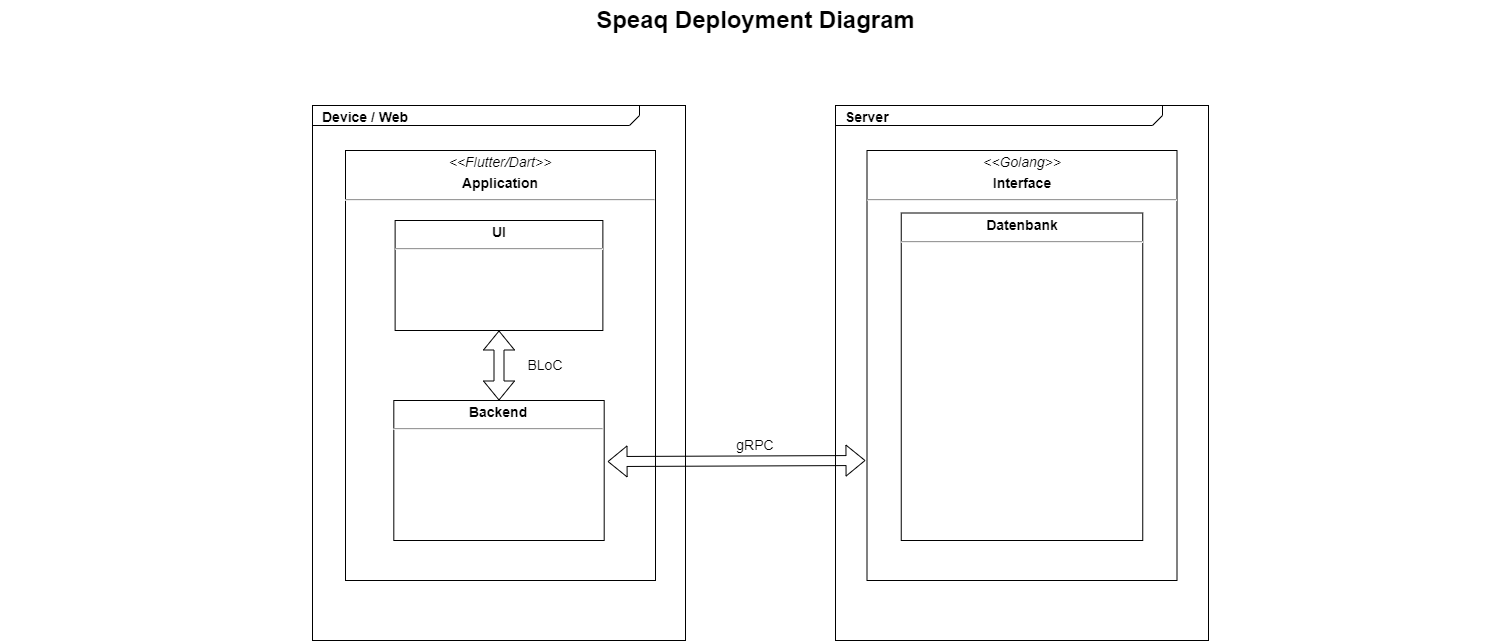 Speaq Deployment Diagram
Device / Web
<<Flutter/Dart>>
Application
UI
BLoC
Backend
gRPC
Server
<<Golang>>
Interface
Datenbank